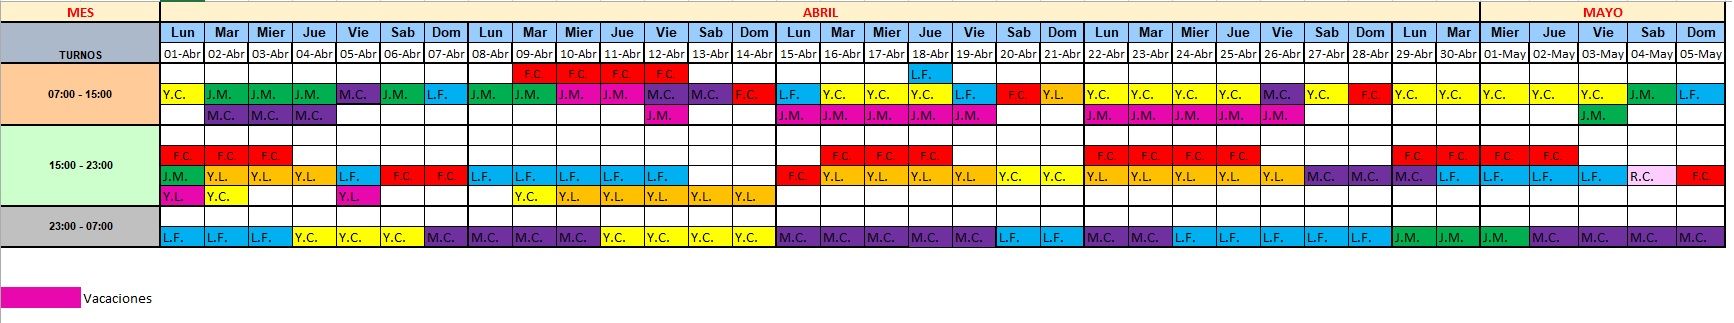 MES ABRIL MAYO
Lun Mar Mier Jue Vie Sab Dom Lun Mar Mier Jue Vie Sab Dom Lun Mar Mier Jue Vie Sab Dom Lun Mar Mier Jue Vie Sab Dom Lun Mar Mier Jue Vie Sab Dom
TURNOS 01-Abr 02-Abr 03-Abr 04-Abr 05-Abr 06-Abr 07-Abr 08-Abr 09-Abr 10-Abr 11-Abr 12-Abr 13-Abr 14-Abr 15-Abr 16-Abr 17-Abr 18-Abr 19-Abr 20-Abr 21-Abr 22-Abr 23-Abr 24-Abr 25-Abr 26-Abr 27-Abr 28-Abr 29-Abr 30-Abr 01-May 02-May 03-May 04-May 05-May
F.C. F.C. F.C. F.C. L.F.
07:00 - 15:00 Y.C. J.M. J.M. J.M. M.C. J.M. L.F. J.M. J.M. J.M. J.M. M.C. M.C. F.C. L.F. Y.C. Y.C. Y.C. L.F. F.C. Y.L. Y.C. Y.C. Y.C. Y.C. M.C. Y.C. F.C. Y.C. Y.C. Y.C. Y.C. Y.C. J.M. L.F.
M.C. M.C. M.C. J.M. J.M. J.M. J.M. J.M. J.M. J.M. J.M. J.M. J.M. J.M. J.M.
F.C. F.C. F.C. F.C. F.C. F.C. F.C. F.C. F.C. F.C. F.C. F.C. F.C. F.C.
15:00 - 23:00 J.M. Y.L. Y.L. Y.L. L.F. F.C. F.C. L.F. L.F. L.F. L.F. L.F. F.C. Y.L. Y.L. Y.L. Y.L. Y.C. Y.C. Y.L. Y.L. Y.L. Y.L. Y.L. M.C. M.C. M.C. L.F. L.F. L.F. L.F. R.C. F.C.
Y.L. Y.C. Y.L. Y.C. Y.L. Y.L. Y.L. Y.L. Y.L.
23:00 - 07:00
L.F. L.F. L.F. Y.C. Y.C. Y.C. M.C. M.C. M.C. M.C. Y.C. Y.C. Y.C. Y.C. M.C. M.C. M.C. M.C. M.C. L.F. L.F. M.C. M.C. L.F. L.F. L.F. L.F. L.F. J.M. J.M. J.M. M.C. M.C. M.C. M.C.
Vacaciones